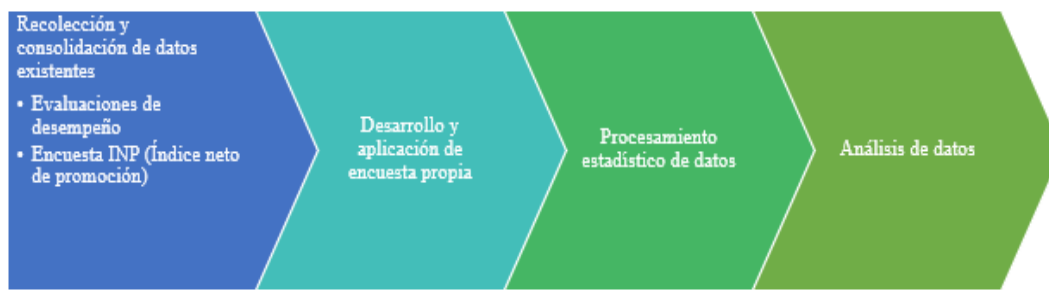 Recolección y
consolidación de datos
existentes
• Evaluaciones de
desempeño
• Encuesta INP (Índice neto
de promoción)
Desarrollo y
aplicación de
encuesta propia
Procesamiento
estadístico de datos
Análisis de datos